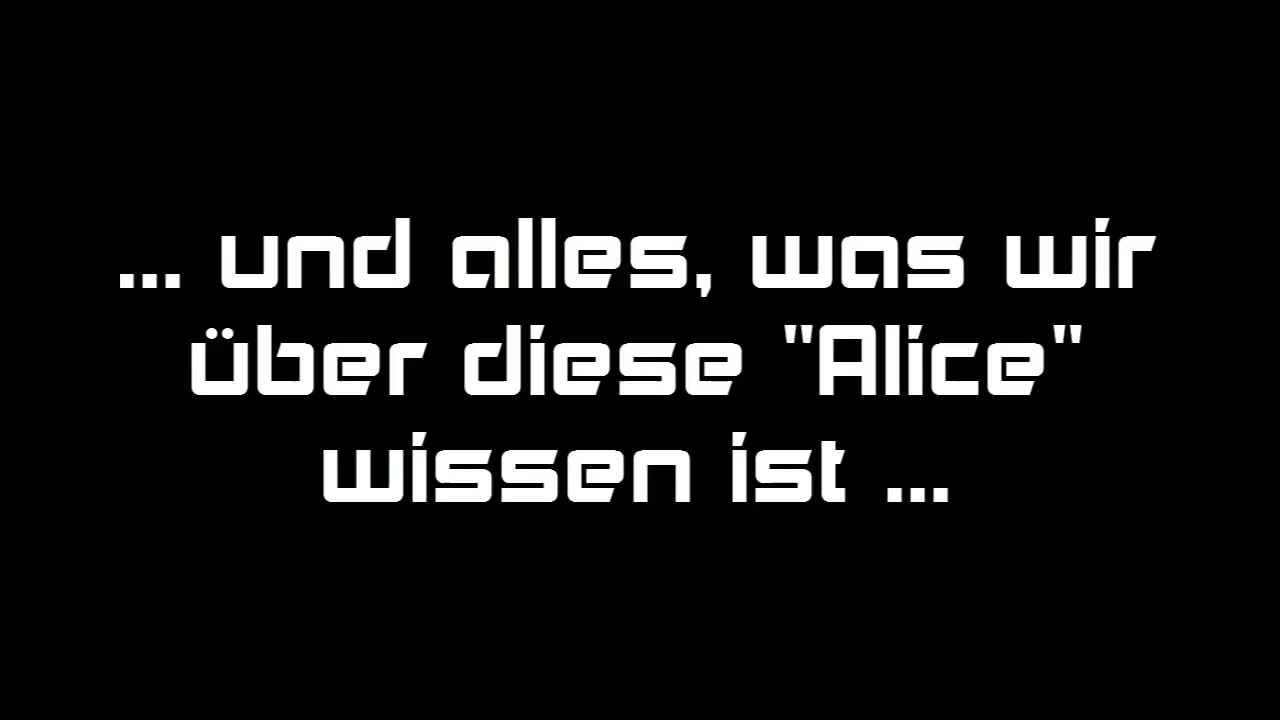 ... und alles, was wir
über diese "Alice"
wissen ist ...